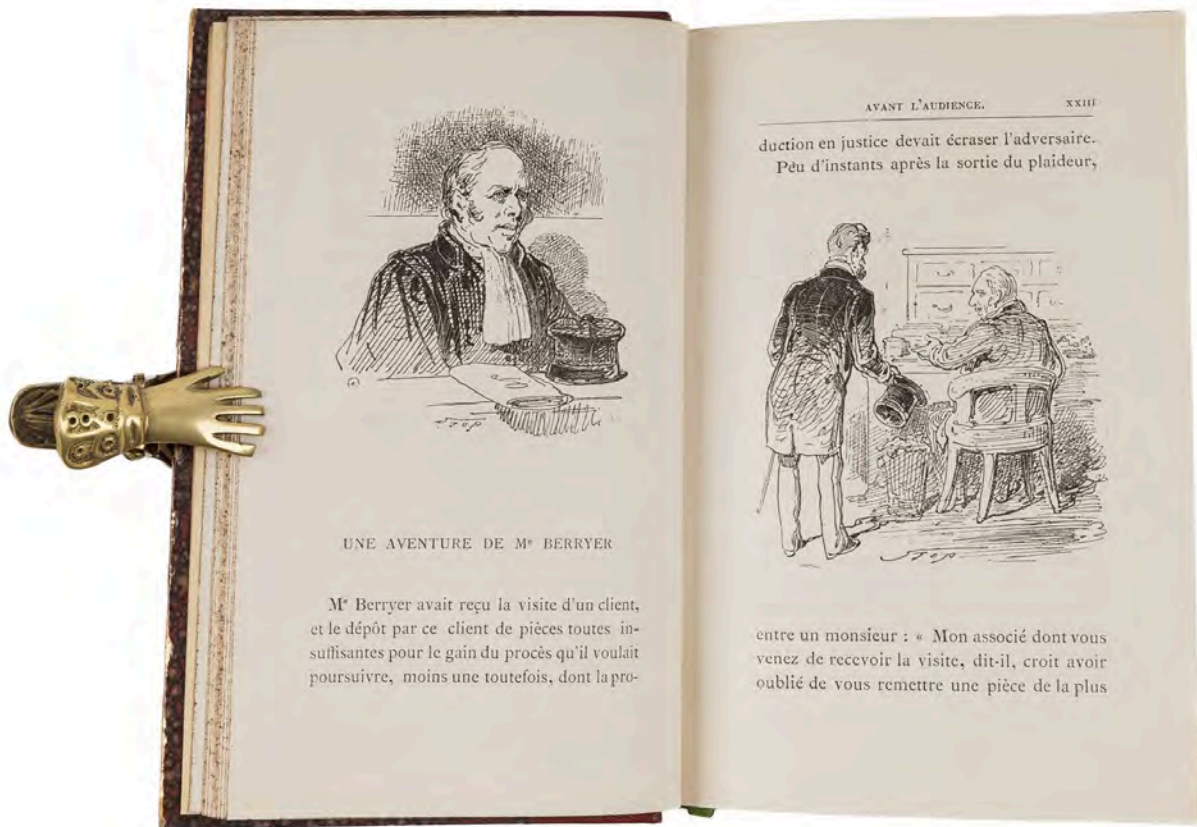 STOP
UNE AVENTURE DE Mᵉ BERRYER
Mᵉ Berryer avait reçu la visite d'un client,
et le dépôt par ce client de pièces toutes in-
suffisantes pour le gain du procès qu'il voulait
poursuivre, moins une toutefois, dont la pro-
AVANT L'AUDIENCE. XXIII
duction en justice devait écraser l'adversaire.
Peu d'instants après la sortie du plaideur,
STOP
entre un monsieur : « Mon associé dont vous
venez de recevoir la visite, dit-il, croit avoir
oublié de vous remettre une pièce de la plus